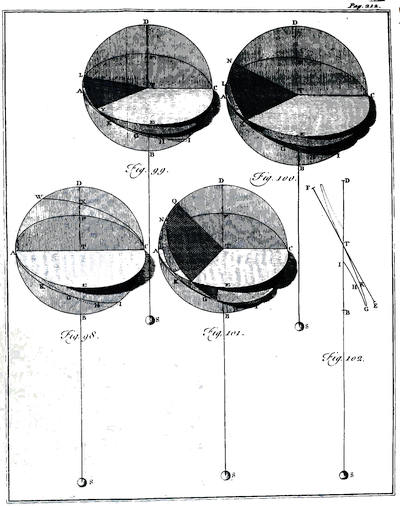 Pag. 212.
D
D
N
L
A
C
L
A
C
E
G
H
I
B
E
I
B
Fig. 99.
Fig. 100.
W
D
A
T
C
E
K
G
H
I
B
S
Fig. 98.
D
Q
N
A
C
E
G
I
B
Fig. 101.
S
F
D
T
I
H
K
E
G
B
Fig. 102.
S
S
S